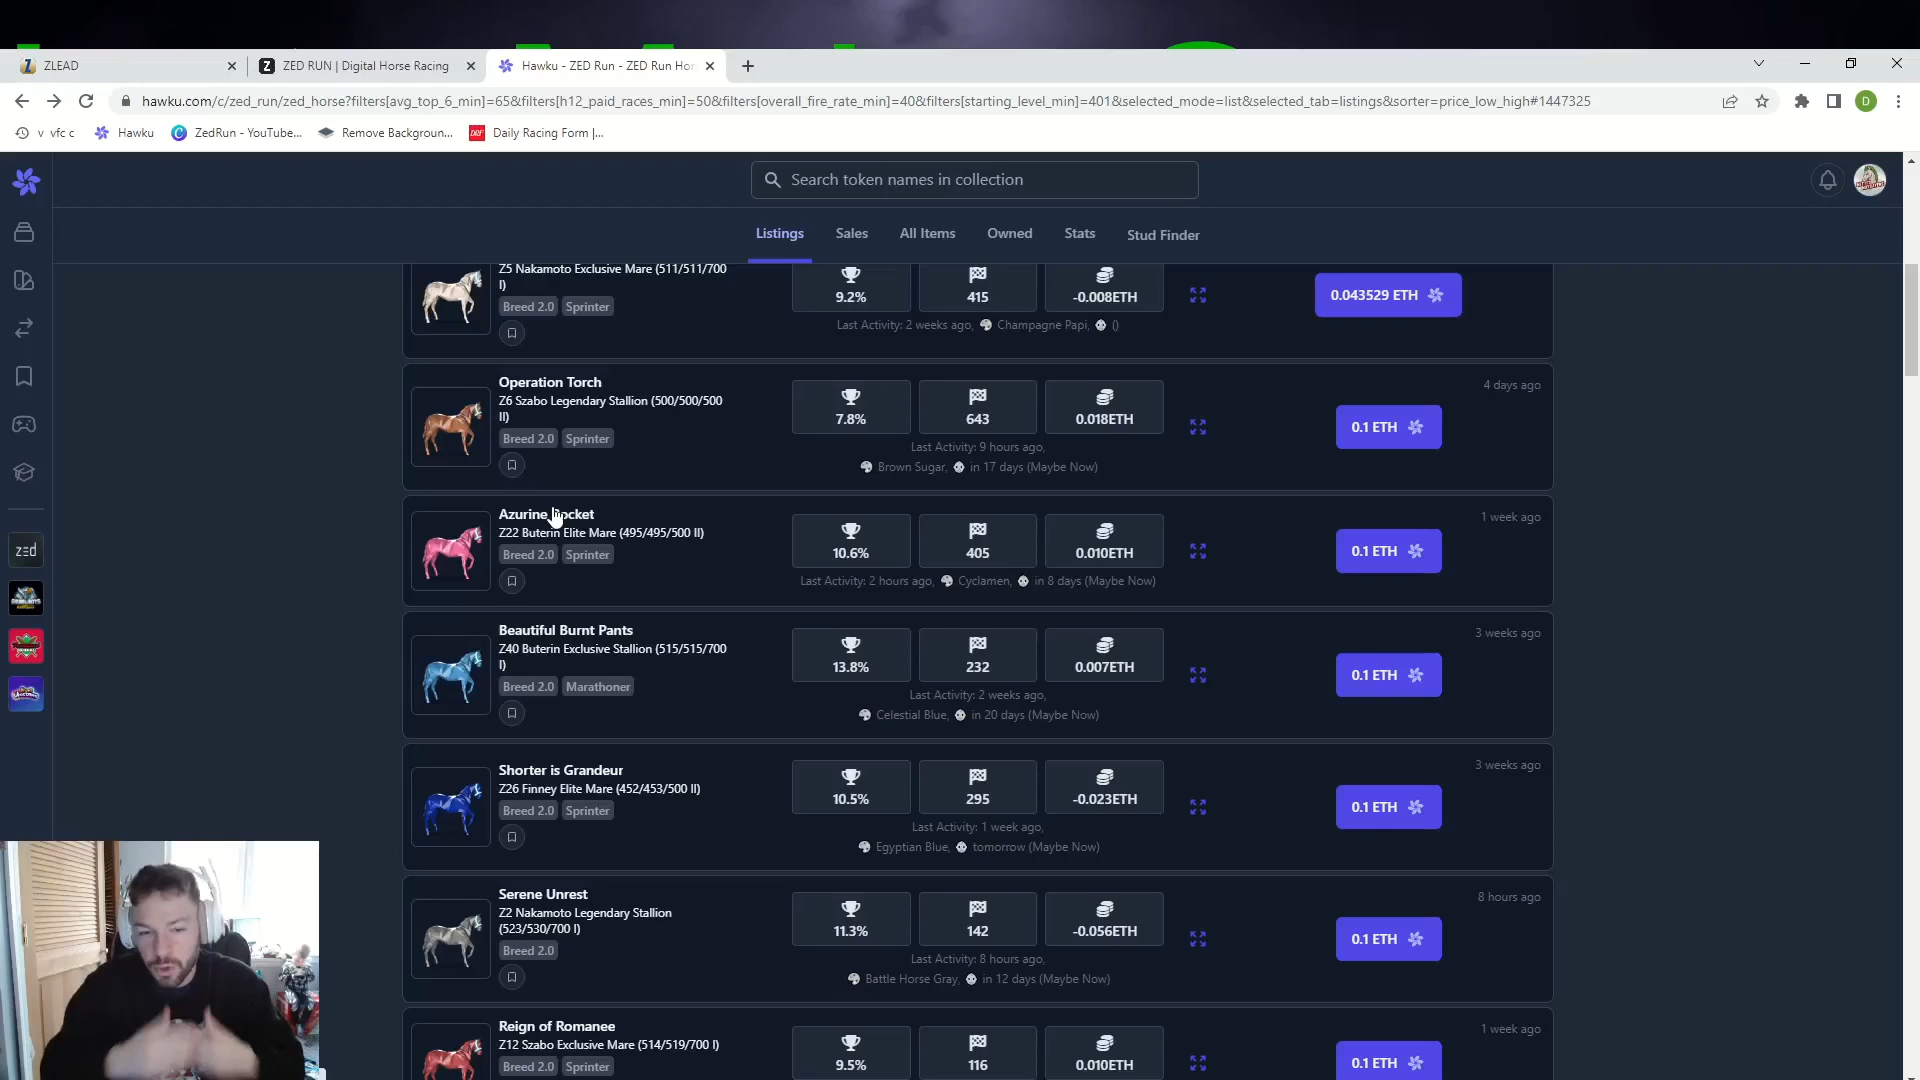 ZLEAD
ZED RUN | Digital Horse Racing
Hawku - ZED Run - ZED Run Hor
hawku.com/c/zed_run/zed_horse?filters[avg_top_6_min]=65&filters[h12_paid_races_min]=50&filters[overall_fire_rate_min]=40&filters[starting_level_min]=401&selected_mode=list&selected_tab=listings&sorter=price_low_high#1447325
D
v vfc c
Hawku
ZedRun - YouTube...
Remove Backgroun...
DRF
Daily Racing Form |...
Search token names in collection
Listings
Sales
All Items
Owned
Stats
Stud Finder
zed
Z5 Nakamoto Exclusive Mare (511/511/700
I)
Breed 2.0
Sprinter
9.2%
415
-0.008ETH
Last Activity: 2 weeks ago, Champagne Papi, ()
0.043529 ETH
Operation Torch
Z6 Szabo Legendary Stallion (500/500/500
II)
Breed 2.0
Sprinter
7.8%
643
0.018ETH
Last Activity: 9 hours ago,
Brown Sugar, in 17 days (Maybe Now)
4 days ago
0.1 ETH
Azurine
Z22 Buterin Elite Mare (495/495/500 II)
Breed 2.0
Sprinter
10.6%
405
0.010ETH
Last Activity: 2 hours ago, Cyclamen, in 8 days (Maybe Now)
1 week ago
0.1 ETH
Beautiful Burnt Pants
Z40 Buterin Exclusive Stallion (515/515/700
I)
Breed 2.0
Marathoner
13.8%
232
0.007ETH
Last Activity: 2 weeks ago,
Celestial Blue, in 20 days (Maybe Now)
3 weeks ago
0.1 ETH
Shorter is Grandeur
Z26 Finney Elite Mare (452/453/500 II)
Breed 2.0
Sprinter
10.5%
295
-0.023ETH
Last Activity: 1 week ago,
Egyptian Blue, tomorrow (Maybe Now)
3 weeks ago
0.1 ETH
Serene Unrest
Z2 Nakamoto Legendary Stallion
(523/530/700 I)
Breed 2.0
11.3%
142
-0.056ETH
Last Activity: 8 hours ago,
Battle Horse Gray, in 12 days (Maybe Now)
8 hours ago
0.1 ETH
Reign of Romanee
Z12 Szabo Exclusive Mare (514/519/700 I)
Breed 2.0
Sprinter
9.5%
116
0.010ETH
1 week ago
0.1 ETH